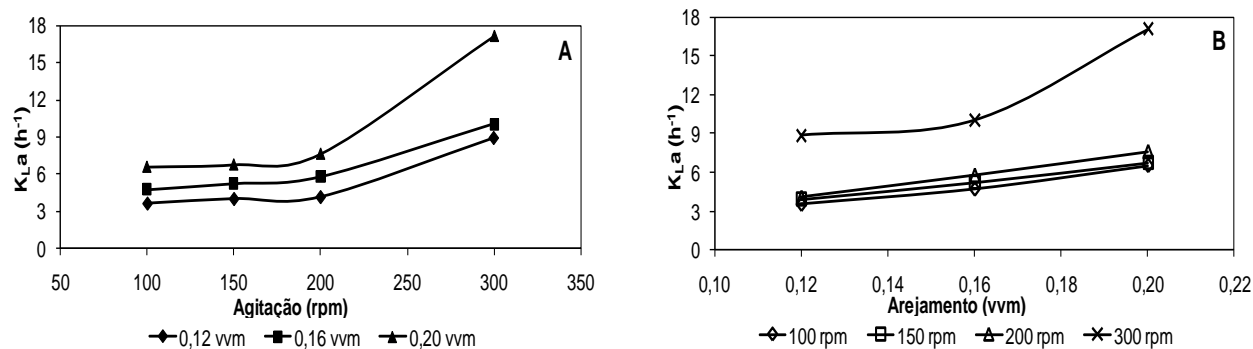 A
K_La (h⁻¹)
18
15
12
9
6
3
0
50 100 150 200 250 300 350
Agitação (rpm)
0,12 vvm 0,16 vvm 0,20 vvm
B
K_La (h⁻¹)
18
15
12
9
6
3
0
0,10 0,12 0,14 0,16 0,18 0,20 0,22
Arejamento (vvm)
100 rpm 150 rpm 200 rpm 300 rpm